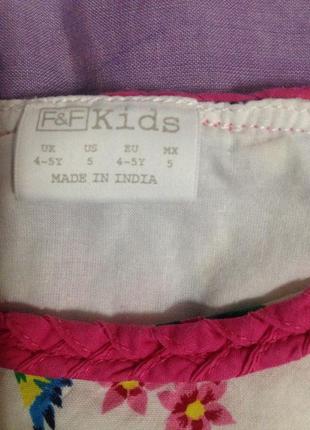 F&F Kids
UK US EU MX
4-5Y 5 4-5Y 5
MADE IN INDIA